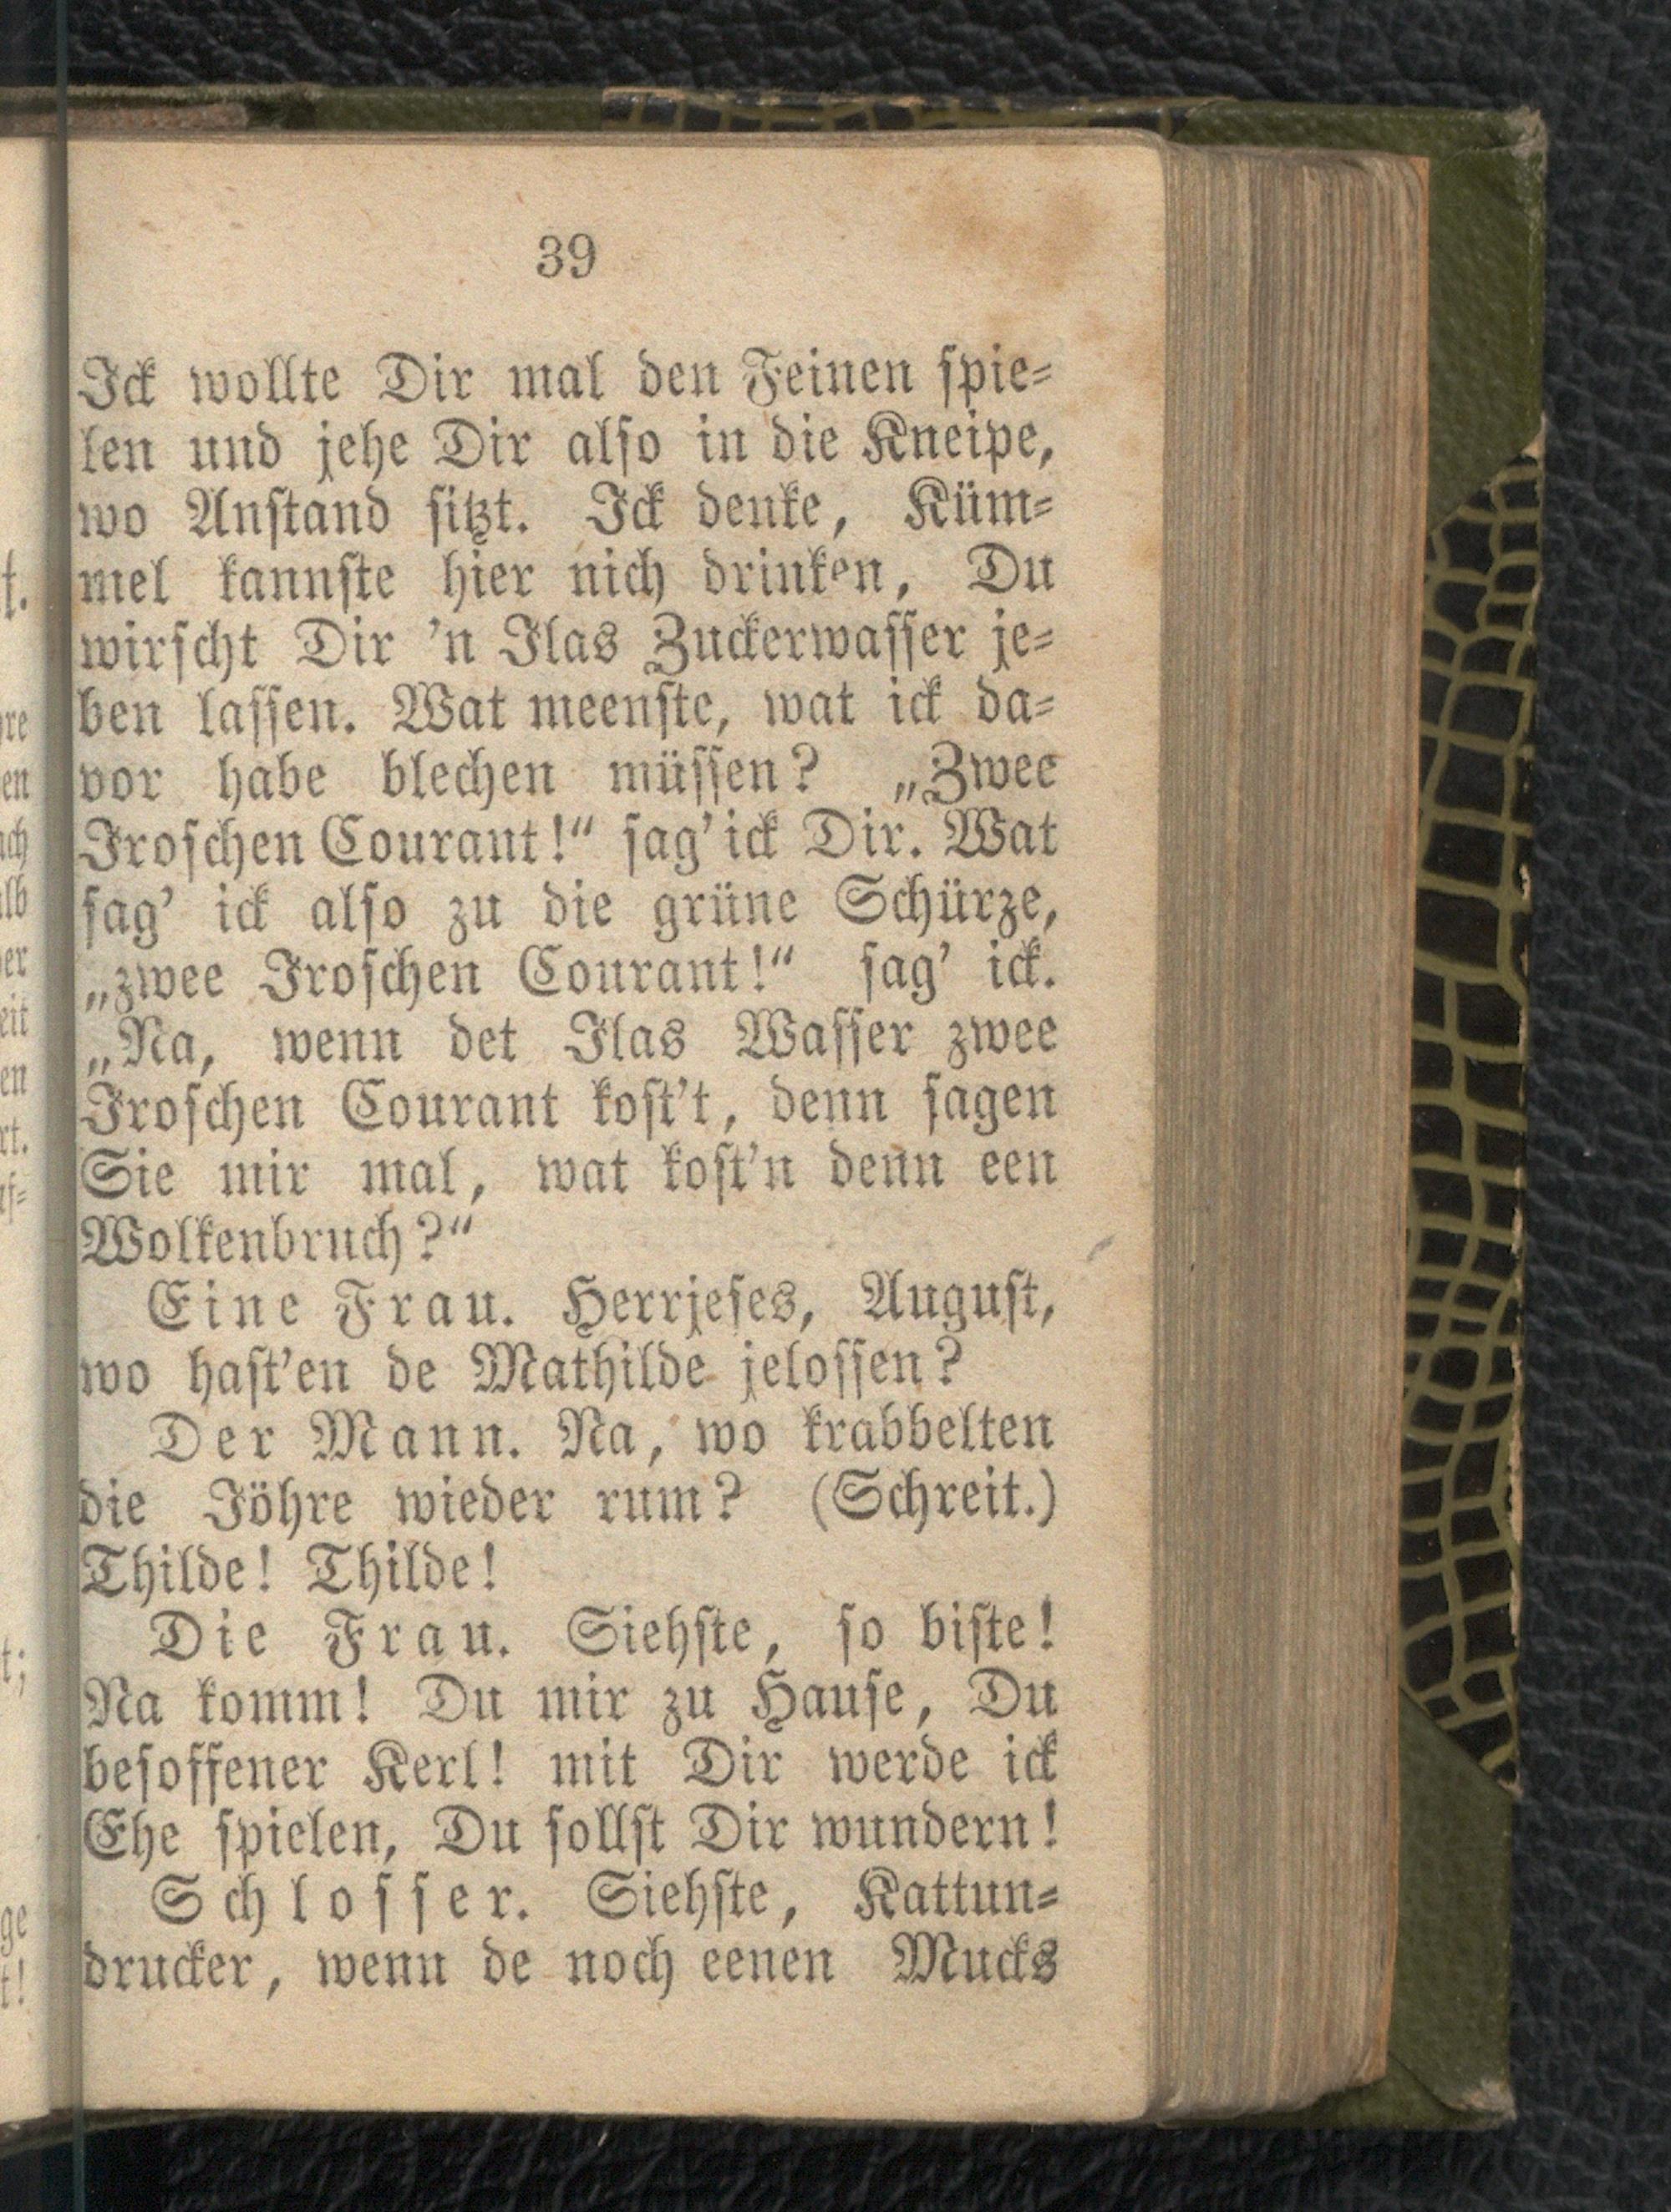 39
Ick wollte Dir mal den Feinen spie-
len und jehe Dir also in die Kneipe,
wo Anstand sitzt. Ick denke, Küm-
mel kannste hier nich drinken, Du
wirscht Dir 'n Jlas Zuckerwasser je-
ben lassen. Wat meenste, wat ick da-
vor habe blechen müssen? „Zwee
Jroschen Courant!“ sag' ick Dir. Wat
sag' ick also zu die grüne Schürze,
„zwee Jroschen Courant!“ sag' ick.
„Na, wenn det Jlas Wasser zwee
Jroschen Courant kost't, denn sagen
Sie mir mal, wat kost'n denn een
Wolkenbruch?“
Eine Frau. Herrjeses, August,
wo hast'en de Mathilde jelossen?
Der Mann. Na, wo krabbelten
die Jöhre wieder rum? (Schreit.)
Thilde! Thilde!
Die Frau. Siehste, so biste!
Na komm! Du mir zu Hause, Du
besoffener Kerl! mit Dir werde ick
Ehe spielen, Du sollst Dir wundern!
Schlosser. Siehste, Kattun-
drucker, wenn de noch eenen Mucks